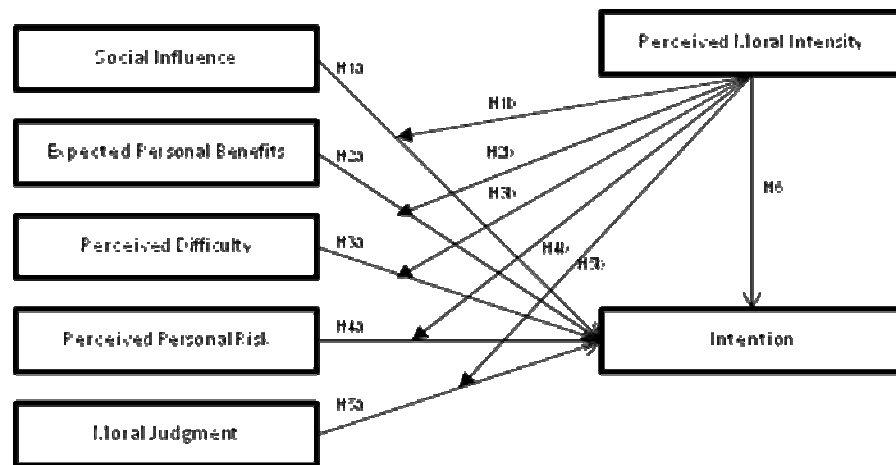 Social Influence
Perceived Moral Intensity
H1a
H1b
Expected Personal Benefits
H2a
H2b
H3b
H6
Perceived Difficulty
H3a
H4b
H5b
Perceived Personal Risk
H4a
Intention
H5a
Moral Judgment